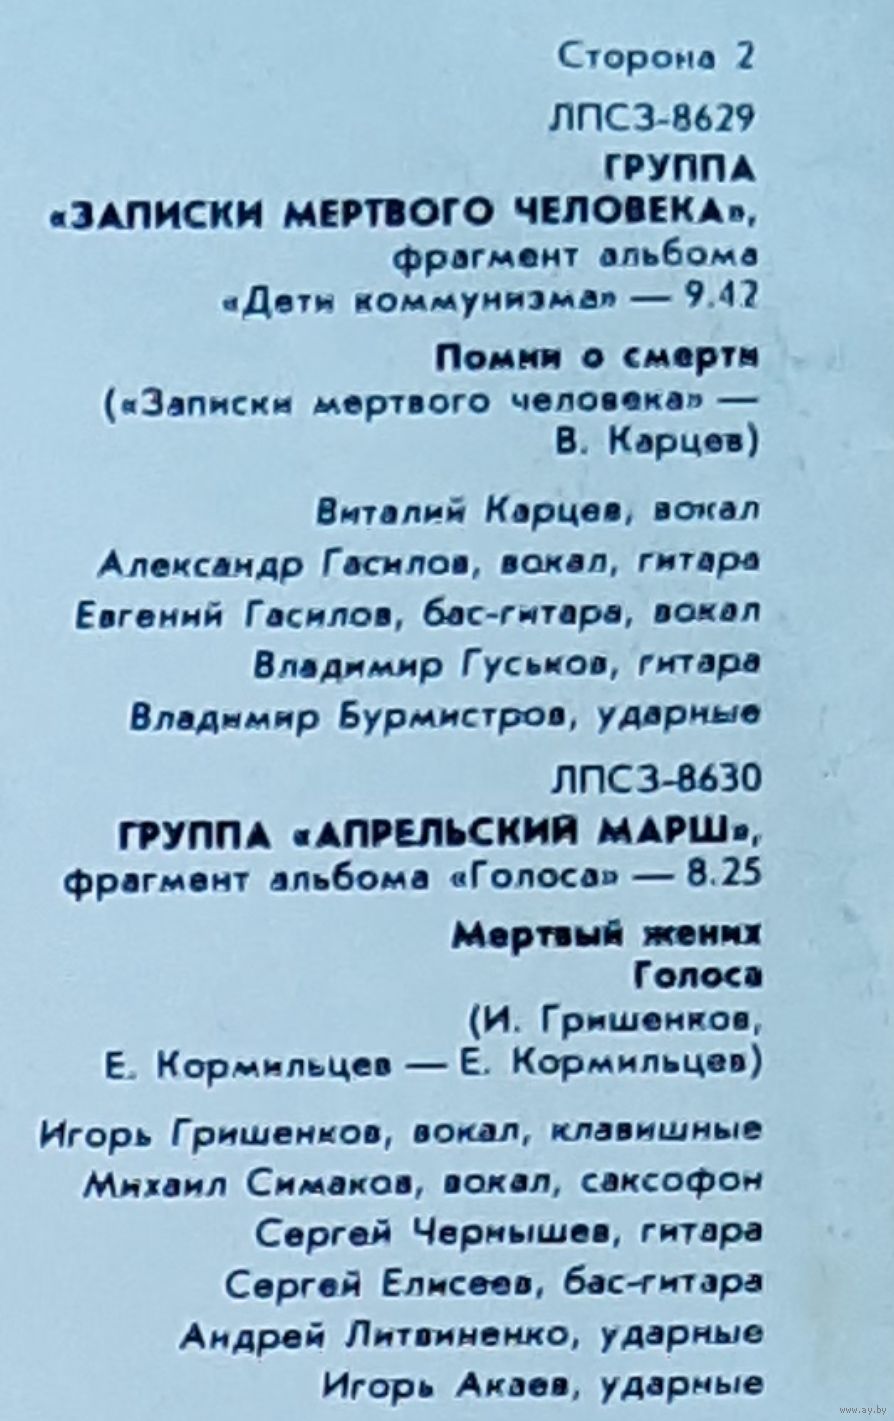 Сторона 2
ЛПСЗ-8629
ГРУППА
«ЗАПИСКИ МЕРТВОГО ЧЕЛОВЕКА»,
фрагмент альбома
«Дети коммунизма» — 9.42
Помни о смерти
(«Записки мертвого человека» —
В. Карцев)
Виталий Карцев, вокал
Александр Гасилов, вокал, гитара
Евгений Гасилов, бас-гитара, вокал
Владимир Гуськов, гитара
Владимир Бурмистров, ударные
ЛПСЗ-8630
ГРУППА «АПРЕЛЬСКИЙ МАРШ»,
фрагмент альбома «Голоса» — 8.25
Мертвый жених
Голоса
(И. Гришенков,
Е. Кормильцев — Е. Кормильцев)
Игорь Гришенков, вокал, клавишные
Михаил Симаков, вокал, саксофон
Сергей Чернышев, гитара
Сергей Елисеев, бас-гитара
Андрей Литвиненко, ударные
Игорь Акаев, ударные
www.ay.by